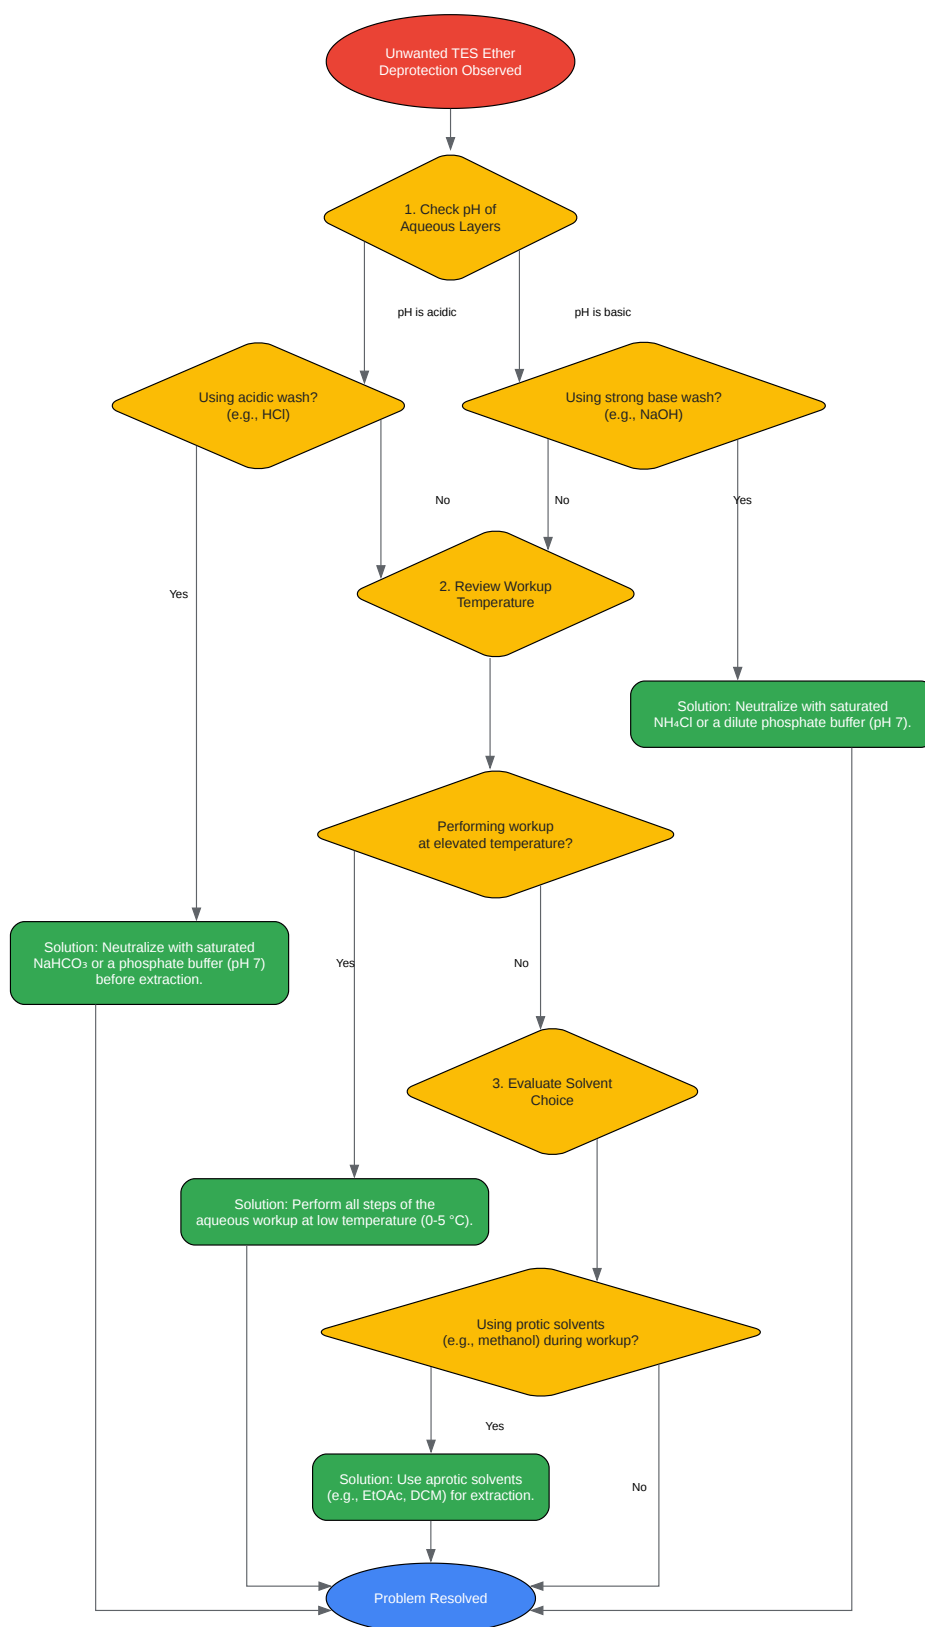 Unwanted TES Ether
Deprotection Observed
1. Check pH of
Aqueous Layers
pH is acidic
pH is basic
Using acidic wash?
(e.g., HCl)
Using strong base wash?
(e.g., NaOH)
No
No
Yes
2. Review Workup
Temperature
Yes
Solution: Neutralize with saturated
NH₄Cl or a dilute phosphate buffer (pH 7).
Performing workup
at elevated temperature?
Solution: Neutralize with saturated
NaHCO₃ or a phosphate buffer (pH 7)
before extraction.
Yes
No
3. Evaluate Solvent
Choice
Solution: Perform all steps of the
aqueous workup at low temperature (0-5 °C).
Using protic solvents
(e.g., methanol) during workup?
Yes
Solution: Use aprotic solvents
(e.g., EtOAc, DCM) for extraction.
No
Problem Resolved